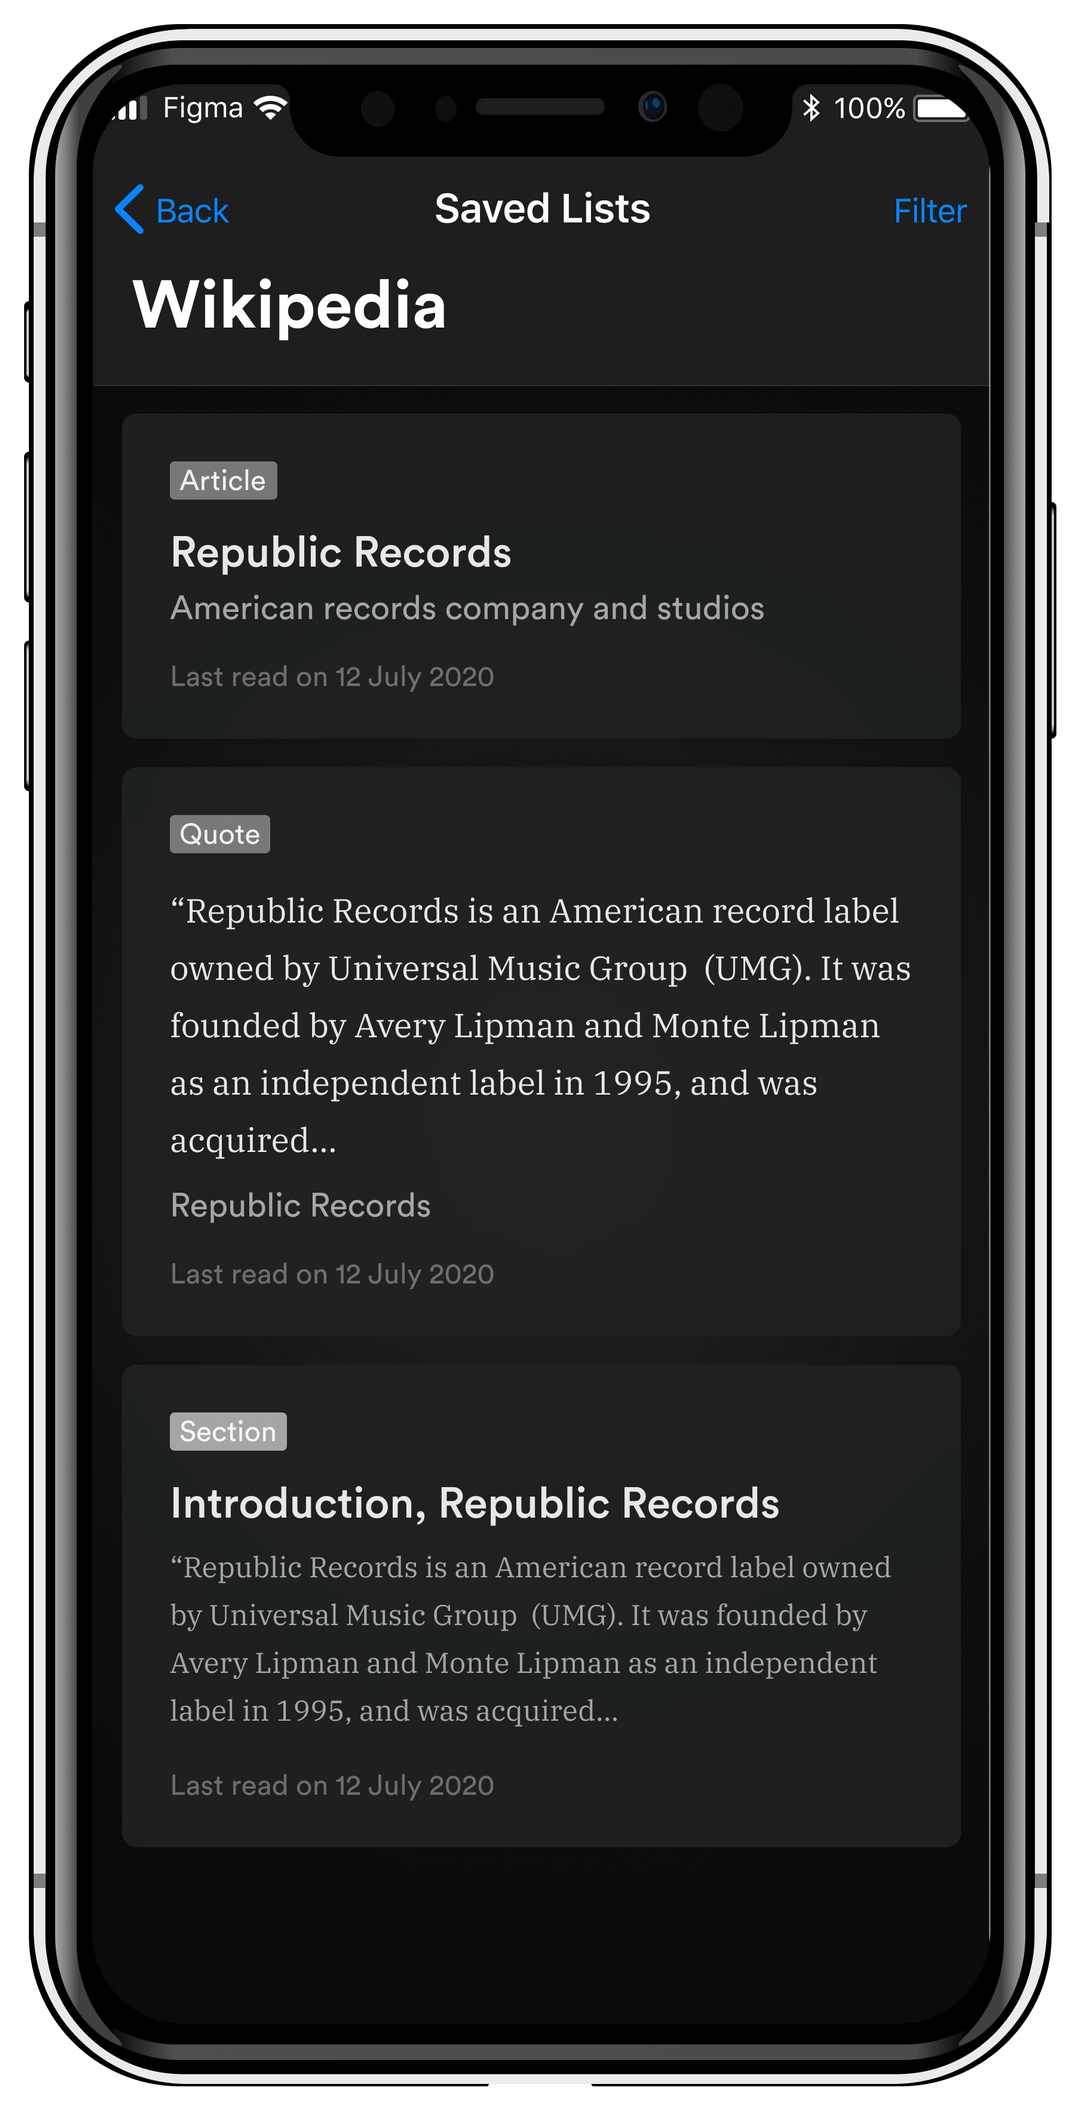 Figma 100%
Back Saved Lists Filter
Wikipedia
Article
Republic Records
American records company and studios
Last read on 12 July 2020
Quote
“Republic Records is an American record label
owned by Universal Music Group  (UMG). It was
founded by Avery Lipman and Monte Lipman
as an independent label in 1995, and was
acquired...
Republic Records
Last read on 12 July 2020
Section
Introduction, Republic Records
“Republic Records is an American record label owned
by Universal Music Group  (UMG). It was founded by
Avery Lipman and Monte Lipman as an independent
label in 1995, and was acquired...
Last read on 12 July 2020